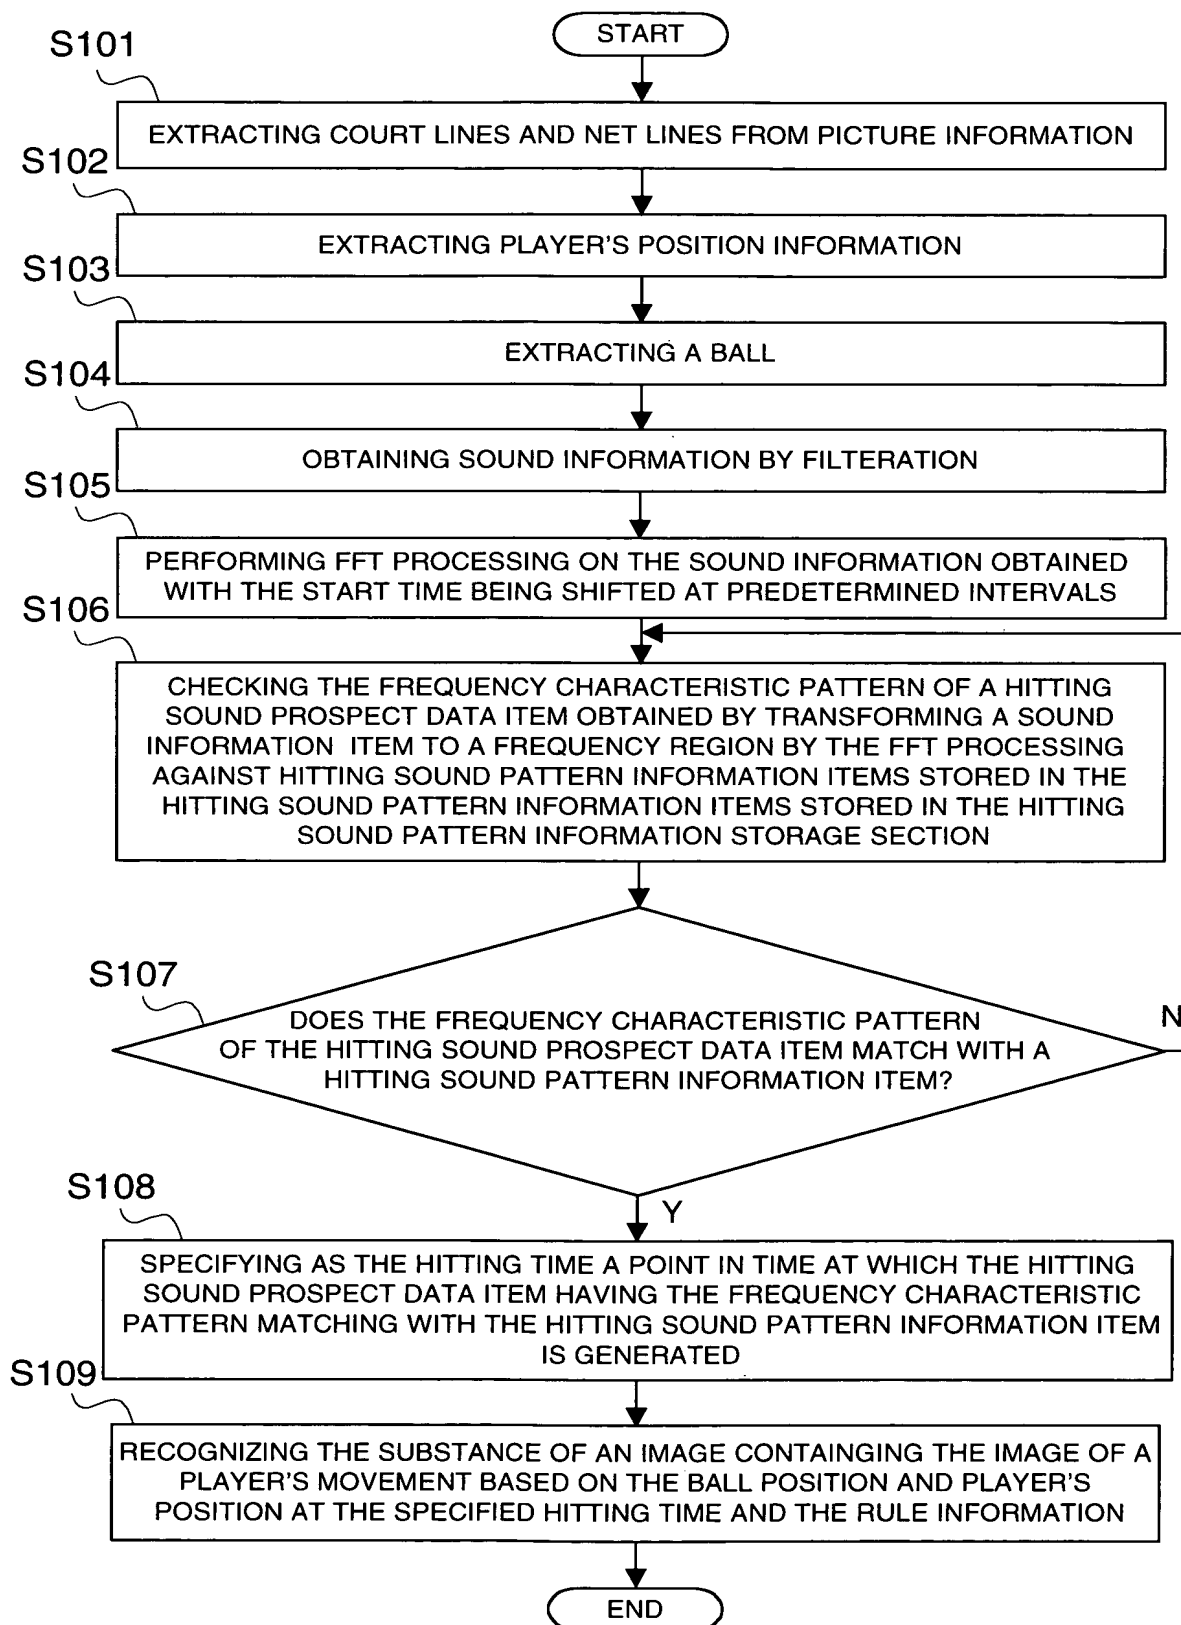 START
S101
EXTRACTING COURT LINES AND NET LINES FROM PICTURE INFORMATION
S102
EXTRACTING PLAYER'S POSITION INFORMATION
S103
EXTRACTING A BALL
S104
OBTAINING SOUND INFORMATION BY FILTERATION
S105
PERFORMING FFT PROCESSING ON THE SOUND INFORMATION OBTAINED
WITH THE START TIME BEING SHIFTED AT PREDETERMINED INTERVALS
S106
CHECKING THE FREQUENCY CHARACTERISTIC PATTERN OF A HITTING
SOUND PROSPECT DATA ITEM OBTAINED BY TRANSFORMING A SOUND
INFORMATION ITEM TO A FREQUENCY REGION BY THE FFT PROCESSING
AGAINST HITTING SOUND PATTERN INFORMATION ITEMS STORED IN THE
HITTING SOUND PATTERN INFORMATION ITEMS STORED IN THE HITTING
SOUND PATTERN INFORMATION STORAGE SECTION
S107
DOES THE FREQUENCY CHARACTERISTIC PATTERN
OF THE HITTING SOUND PROSPECT DATA ITEM MATCH WITH A
HITTING SOUND PATTERN INFORMATION ITEM?
N
Y
S108
SPECIFYING AS THE HITTING TIME A POINT IN TIME AT WHICH THE HITTING
SOUND PROSPECT DATA ITEM HAVING THE FREQUENCY CHARACTERISTIC
PATTERN MATCHING WITH THE HITTING SOUND PATTERN INFORMATION ITEM
IS GENERATED
S109
RECOGNIZING THE SUBSTANCE OF AN IMAGE CONTAINGING THE IMAGE OF A
PLAYER'S MOVEMENT BASED ON THE BALL POSITION AND PLAYER'S
POSITION AT THE SPECIFIED HITTING TIME AND THE RULE INFORMATION
END